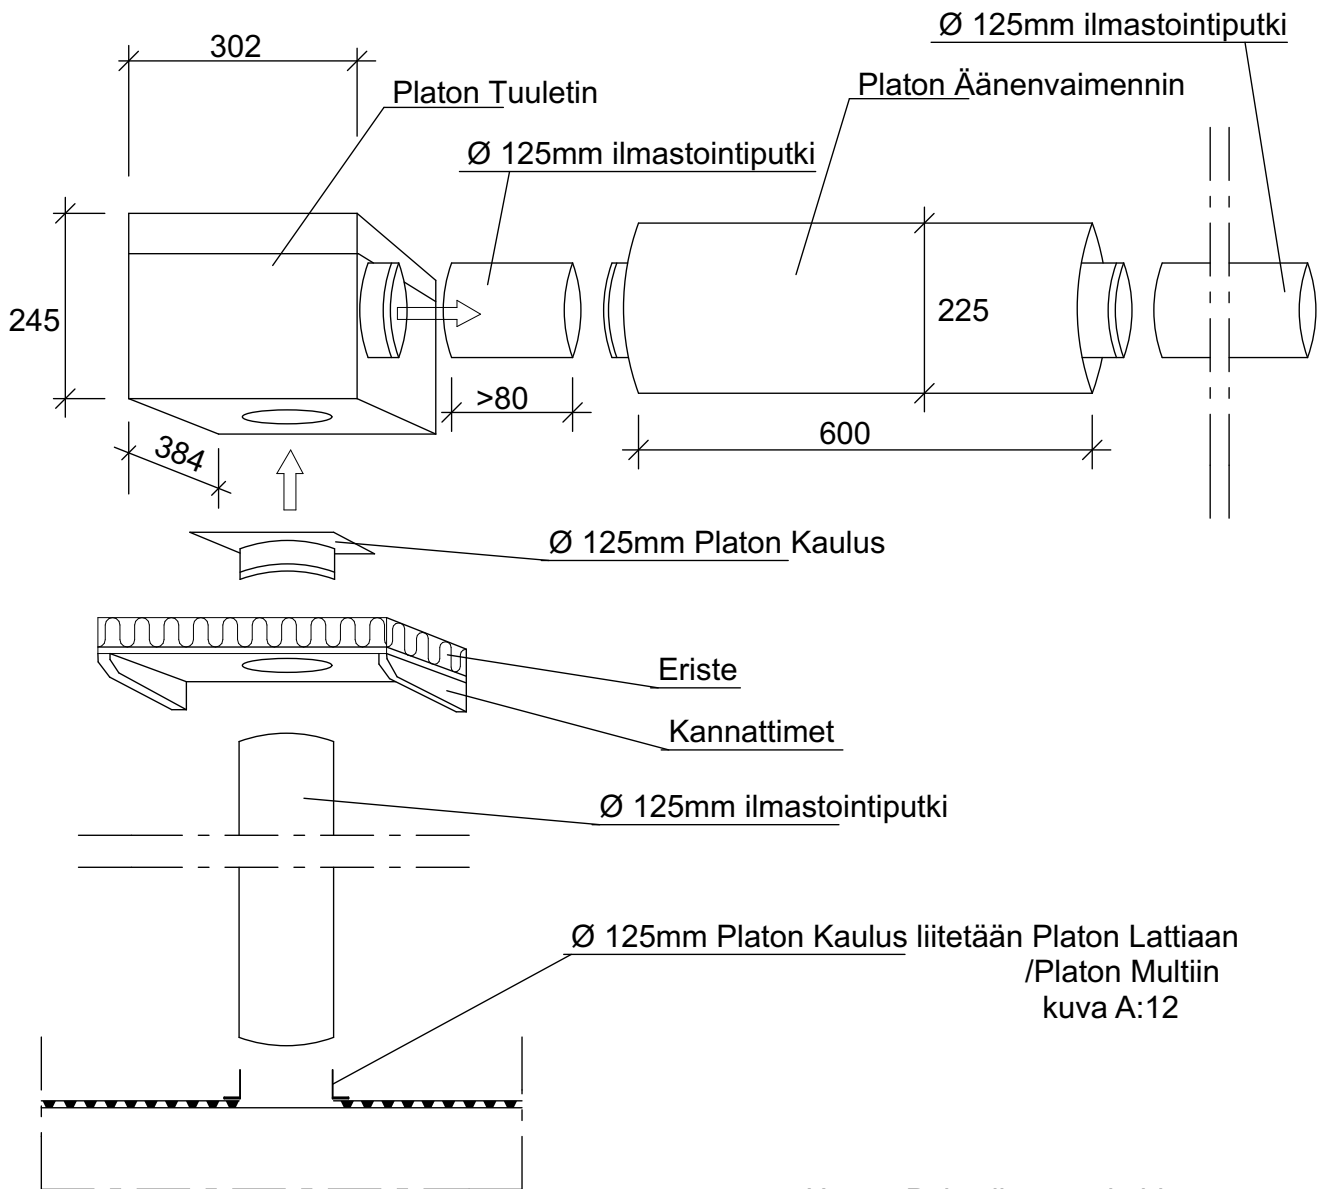 Ø 125mm ilmastointiputki
302
Platon Tuuletin
Platon Äänenvaimennin
Ø 125mm ilmastointiputki
245
225
>80
600
384
Ø 125mm Platon Kaulus
Eriste
Kannattimet
Ø 125mm ilmastointiputki
Ø 125mm Platon Kaulus liitetään Platon Lattiaan
/Platon Multiin
kuva A:12